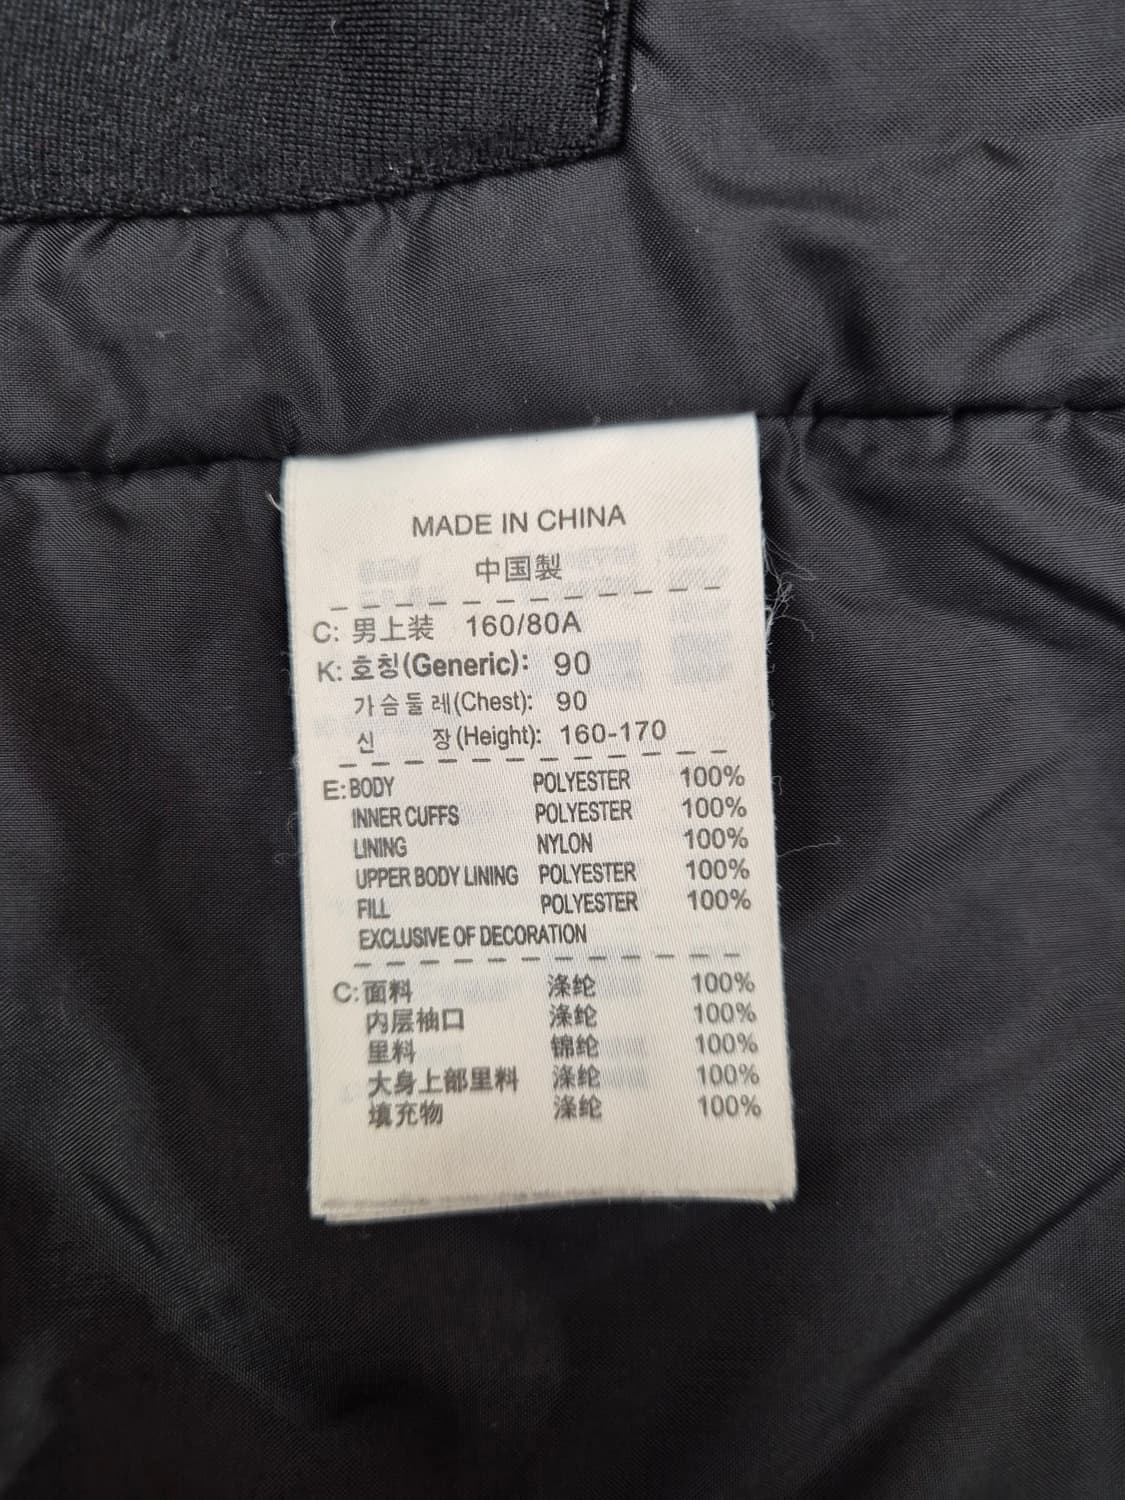 MADE IN CHINA
中国製
C: 男上装 160/80A
K: 호칭(Generic): 90
가슴둘레(Chest): 90
신 장(Height): 160-170
E: BODY POLYESTER 100%
INNER CUFFS POLYESTER 100%
LINING NYLON 100%
UPPER BODY LINING POLYESTER 100%
FILL POLYESTER 100%
EXCLUSIVE OF DECORATION
C: 面料 涤纶 100%
内层袖口 涤纶 100%
里料 锦纶 100%
大身上部里料 涤纶 100%
填充物 涤纶 100%